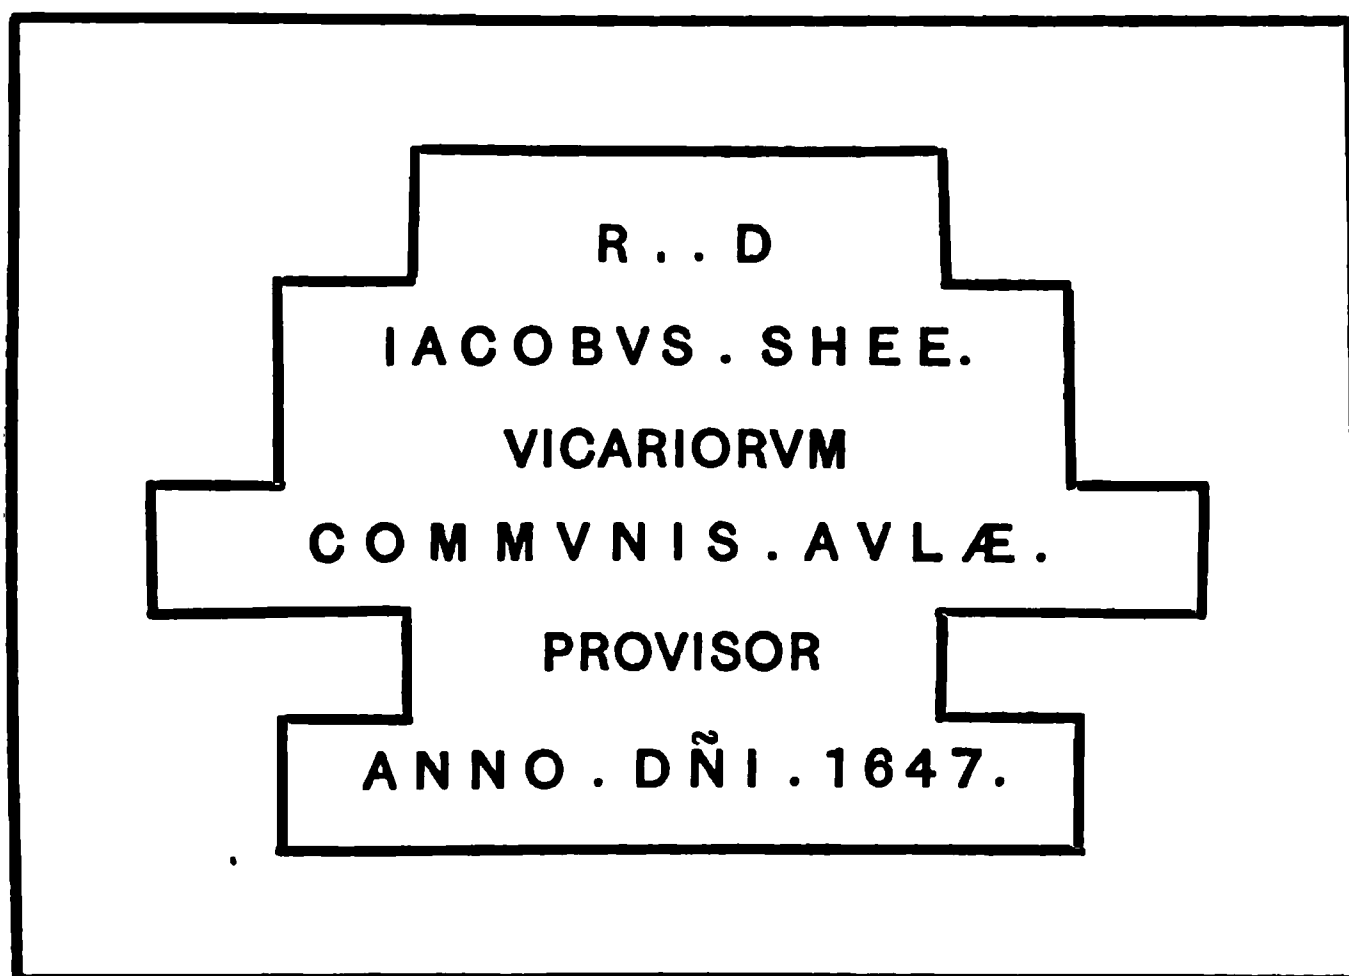 R . . D
IACOBVS . SHEE.
VICARIORVM
COMMVNIS . AVLÆ .
PROVISOR
ANNO . DÑI . 1647.